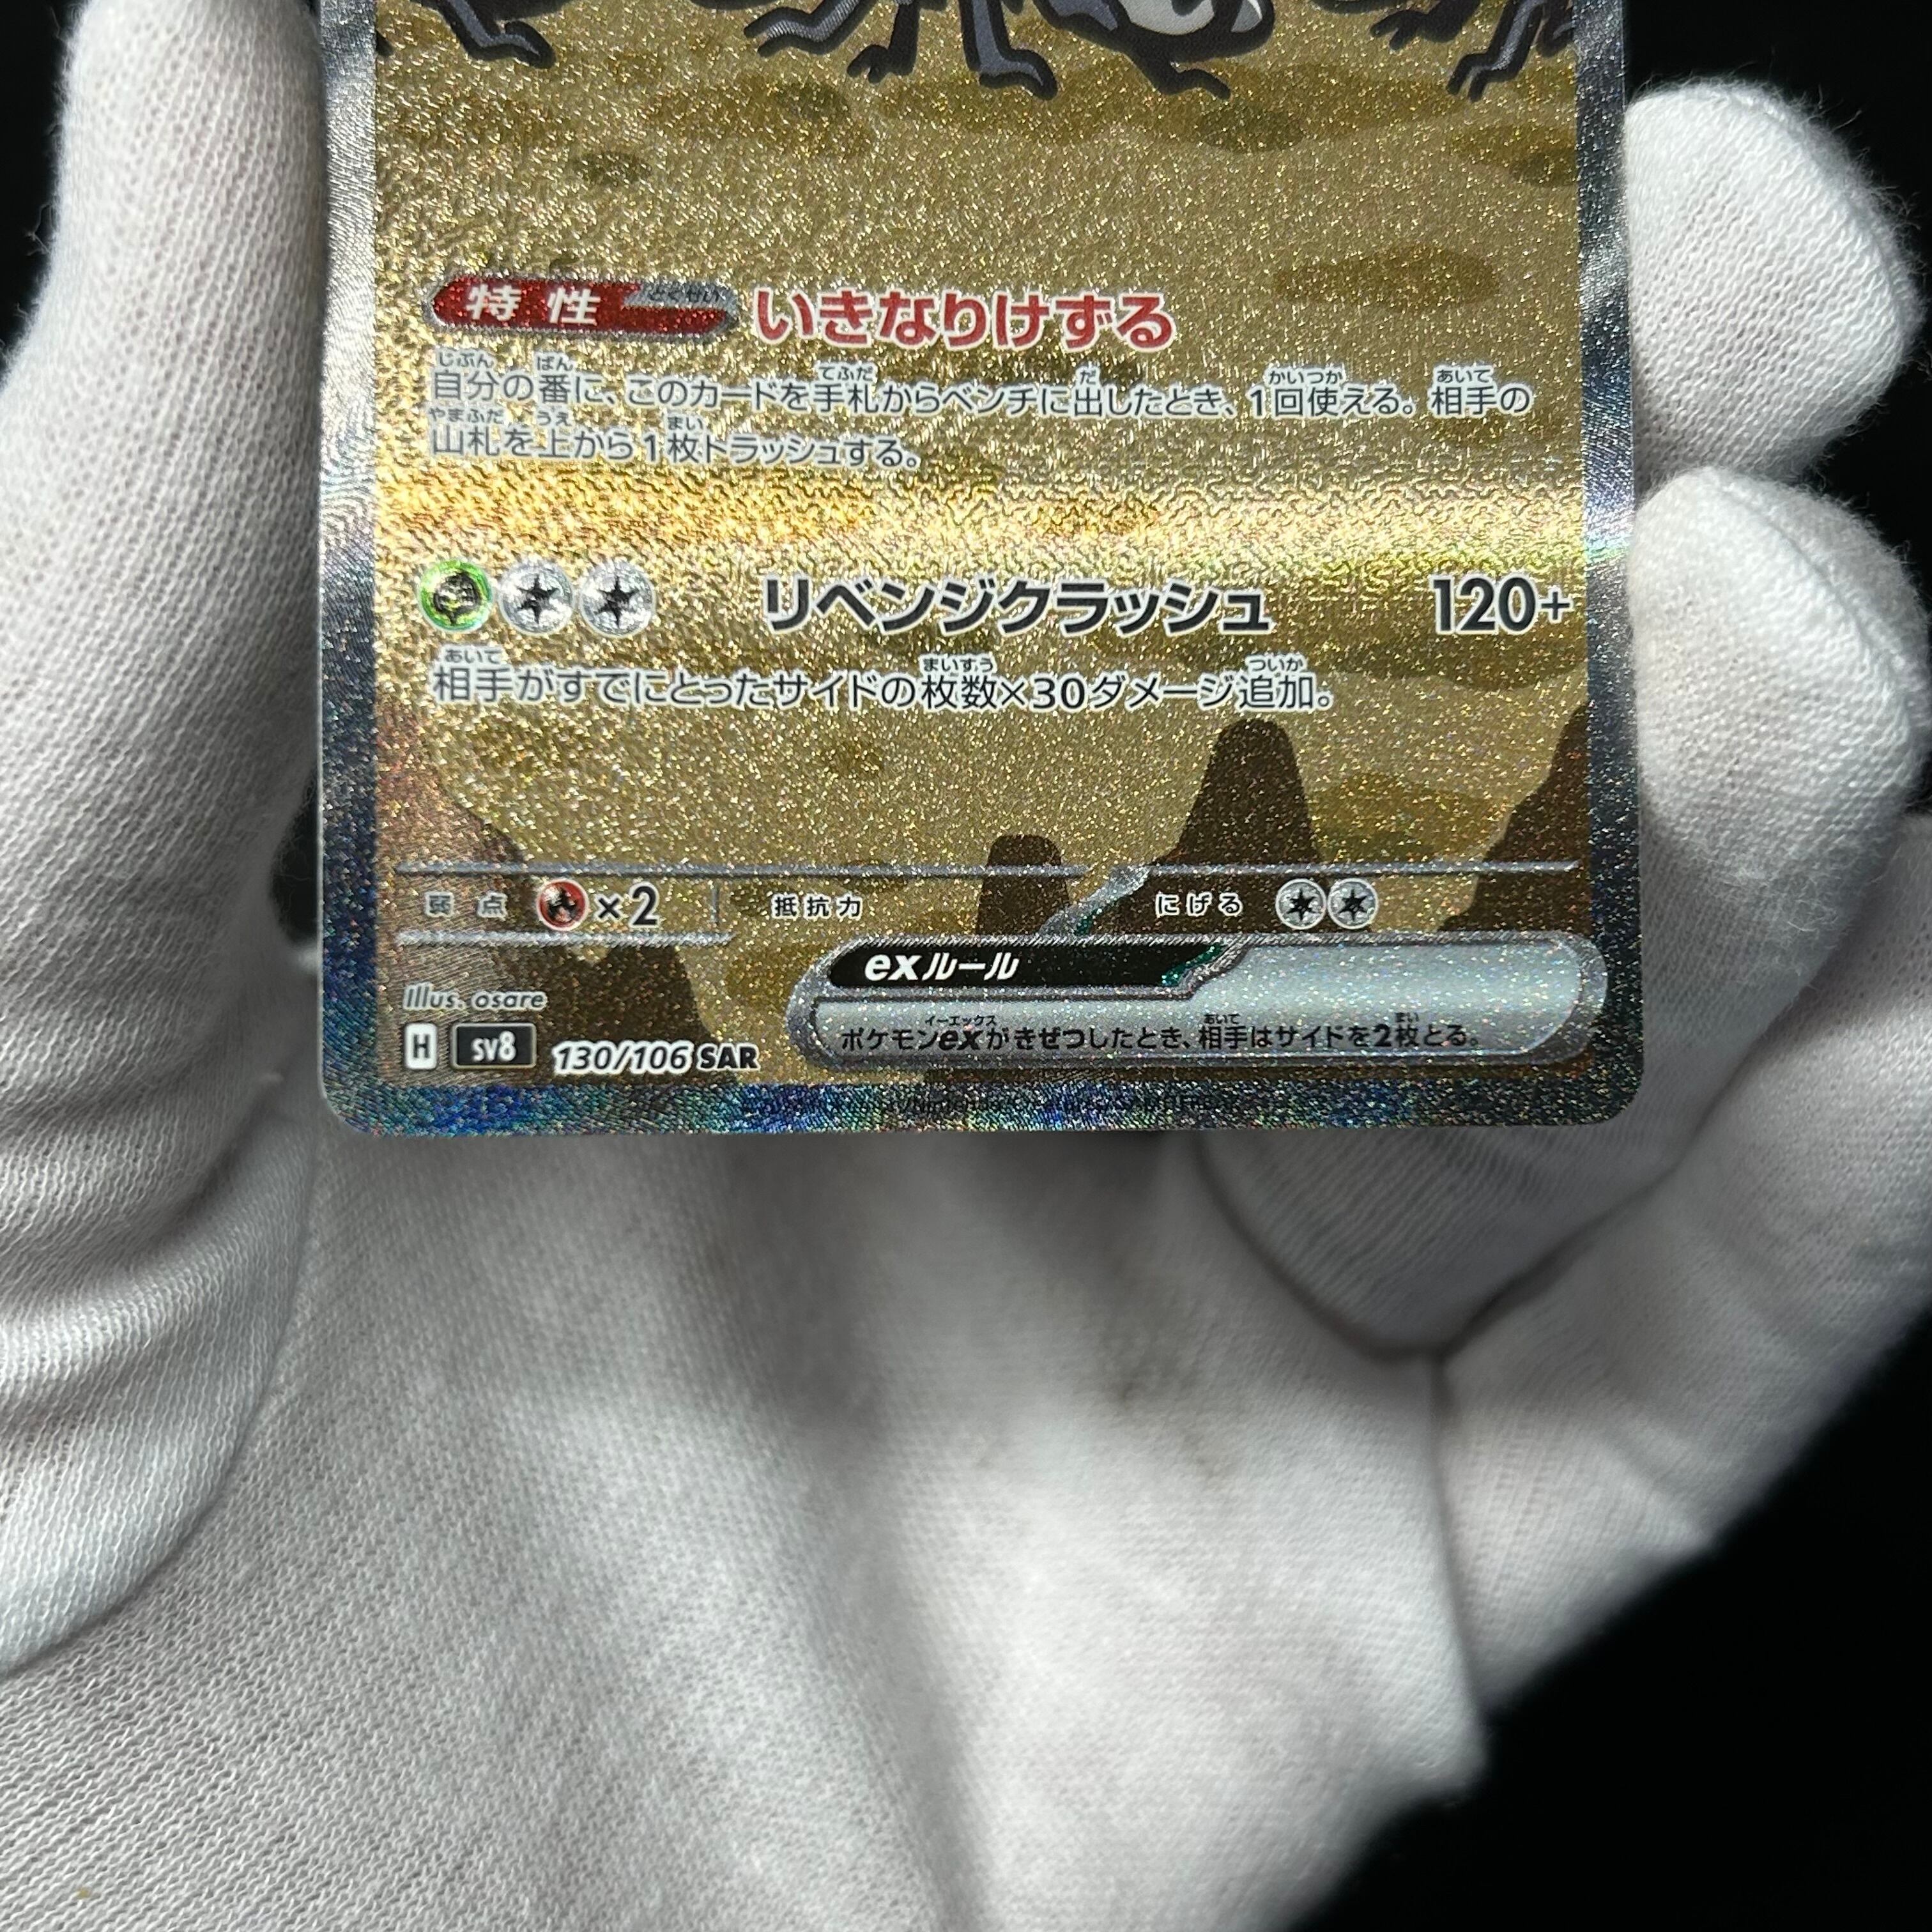 特性 とくせい いきなりけずる
自分の番に、このカードを手札からベンチに出したとき、1回使える。相手の
山札を上から1枚トラッシュする。
リベンジクラッシュ 120+
相手がすでにとったサイドの枚数×30ダメージ追加。
弱点 ×2 抵抗力 にげる
exルール
ポケモンexがきぜつしたとき、相手はサイドを2枚とる。
Illus. osare
H sv8 130/106 SAR